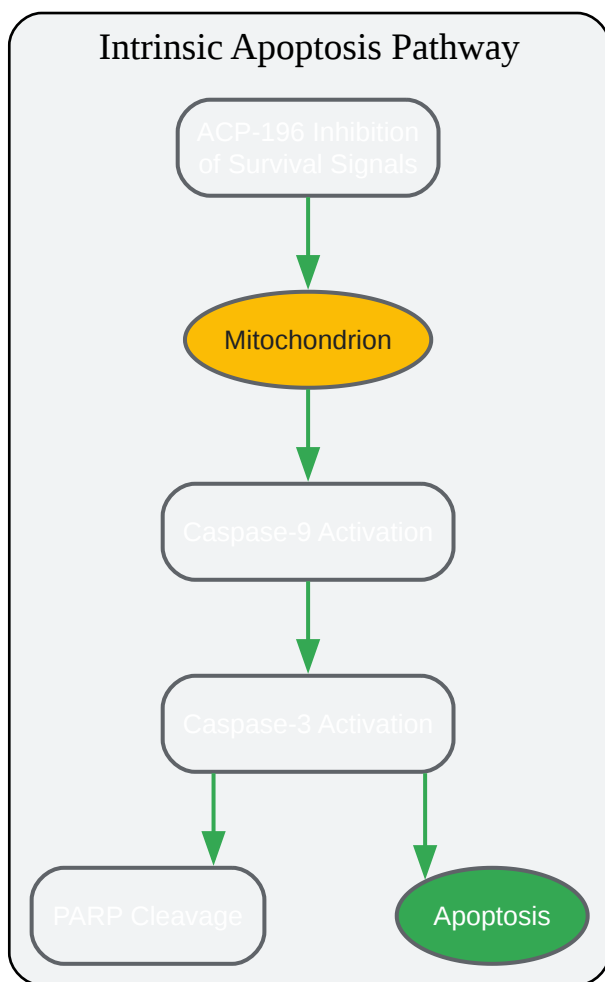 Intrinsic Apoptosis Pathway
ACP-196 Inhibition
of Survival Signals
Mitochondrion
Caspase-9 Activation
Caspase-3 Activation
PARP Cleavage
Apoptosis